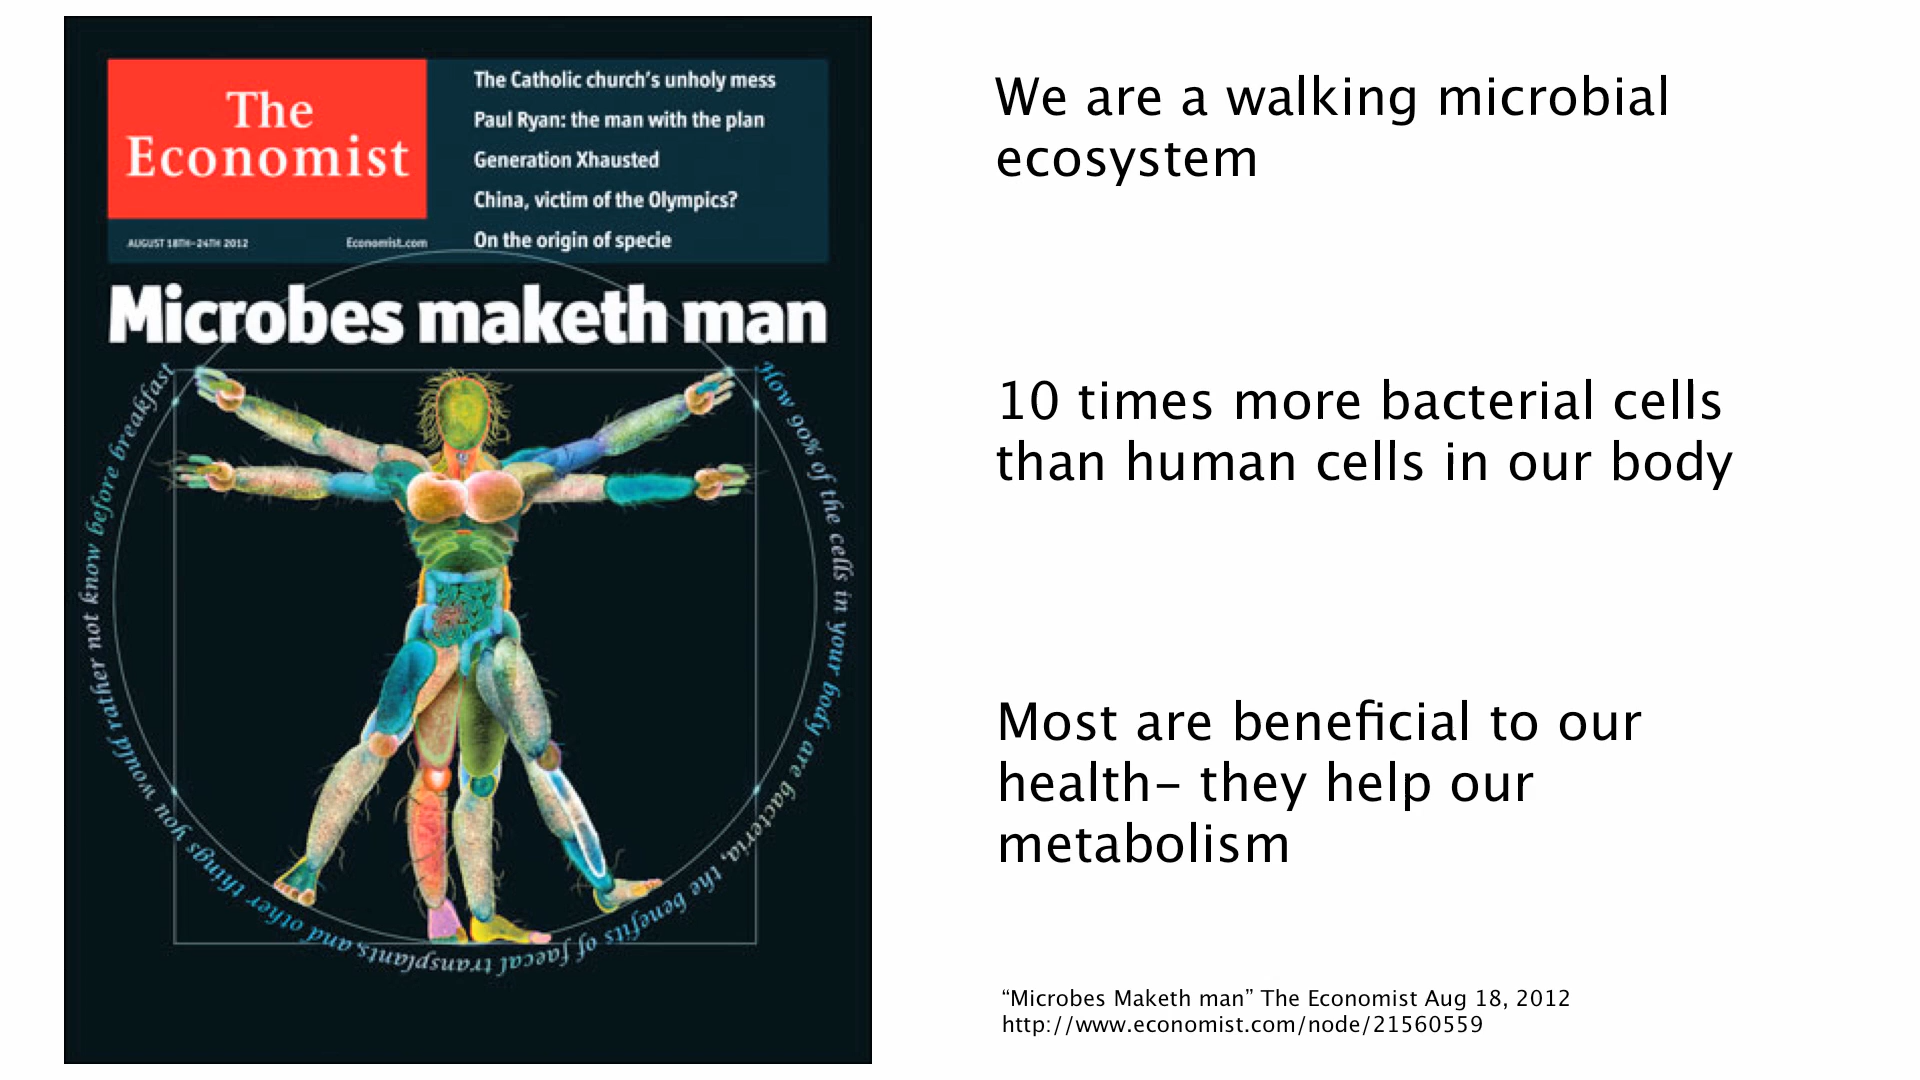 The
Economist
AUGUST 18TH-24TH 2012
Economist.com
The Catholic church's unholy mess
Paul Ryan: the man with the plan
Generation Xhausted
China, victim of the Olympics?
On the origin of specie
Microbes maketh man
How 90% of the cells in your body are bacteria, the benefits of faecal transplants and other things you would rather not know before breakfast
We are a walking microbial
ecosystem
10 times more bacterial cells
than human cells in our body
Most are beneficial to our
health- they help our
metabolism
“Microbes Maketh man” The Economist Aug 18, 2012
http://www.economist.com/node/21560559